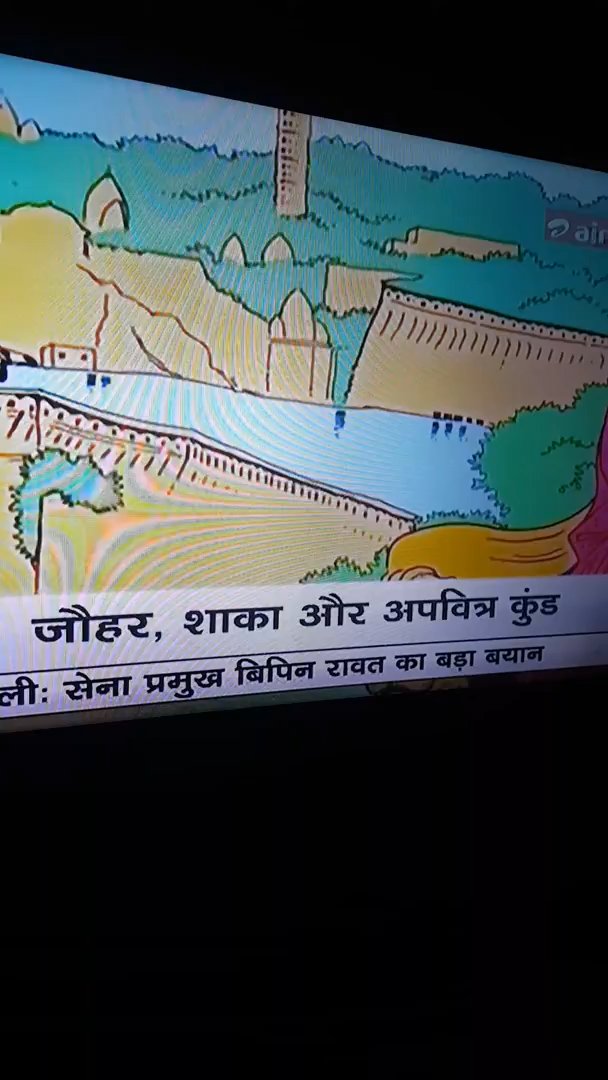 जौहर, शाका और अपवित्र कुंड
ली: सेना प्रमुख बिपिन रावत का बड़ा बयान